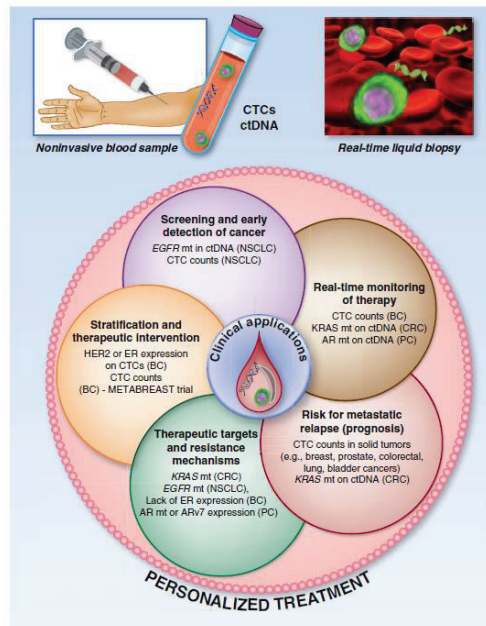 CTCs
ctDNA
Noninvasive blood sample
Real-time liquid biopsy
Screening and early
detection of cancer
EGFR mt in ctDNA (NSCLC)
CTC counts (NSCLC)
Real-time monitoring
of therapy
CTC counts (BC)
KRAS mt on ctDNA (CRC)
AR mt on ctDNA (PC)
Stratification and
therapeutic intervention
HER2 or ER expression
on CTCs (BC)
CTC counts
(BC) - METABREAST trial
Clinical applications
Risk for metastatic
relapse (prognosis)
CTC counts in solid tumors
(e.g., breast, prostate, colorectal,
lung, bladder cancers)
KRAS mt on ctDNA (CRC)
Therapeutic targets
and resistance
mechanisms
KRAS mt (CRC)
EGFR mt (NSCLC),
Lack of ER expression (BC)
AR mt or ARv7 expression (PC)
PERSONALIZED TREATMENT